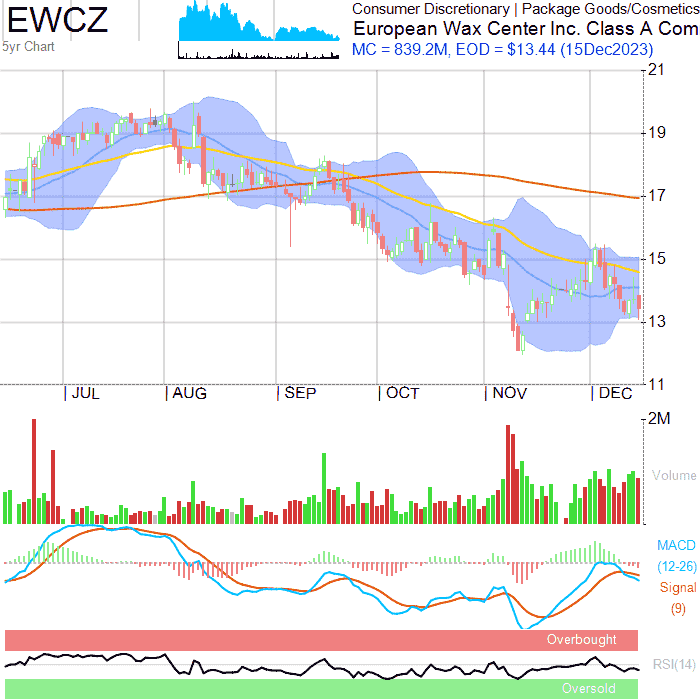 EWCZ
5yr Chart
Consumer Discretionary | Package Goods/Cosmetics
European Wax Center Inc. Class A Com
MC = 839.2M, EOD = $13.44 (15Dec2023)
21
19
17
15
13
11
JUL
AUG
SEP
OCT
NOV
DEC
2M
Volume
MACD
(12-26)
Signal
(9)
Overbought
RSI(14)
Oversold